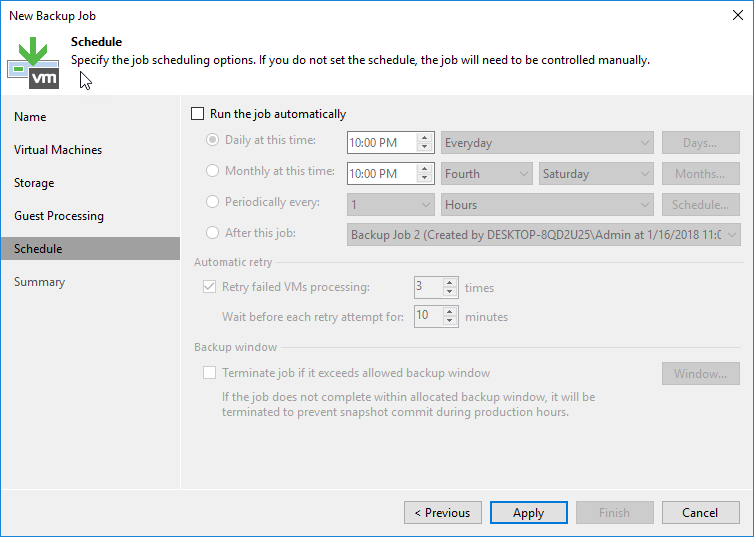 New Backup Job
Schedule
Specify the job scheduling options. If you do not set the schedule, the job will need to be controlled manually.
vm
Name
Virtual Machines
Storage
Guest Processing
Schedule
Summary
Run the job automatically
Daily at this time: 10:00 PM Everyday Days...
Monthly at this time: 10:00 PM Fourth Saturday Months...
Periodically every: 1 Hours Schedule...
After this job: Backup Job 2 (Created by DESKTOP-8QD2U25\Admin at 1/16/2018 11:0
Automatic retry
Retry failed VMs processing: 3 times
Wait before each retry attempt for: 10 minutes
Backup window
Terminate job if it exceeds allowed backup window Window...
If the job does not complete within allocated backup window, it will be
terminated to prevent snapshot commit during production hours.
< Previous Apply Finish Cancel